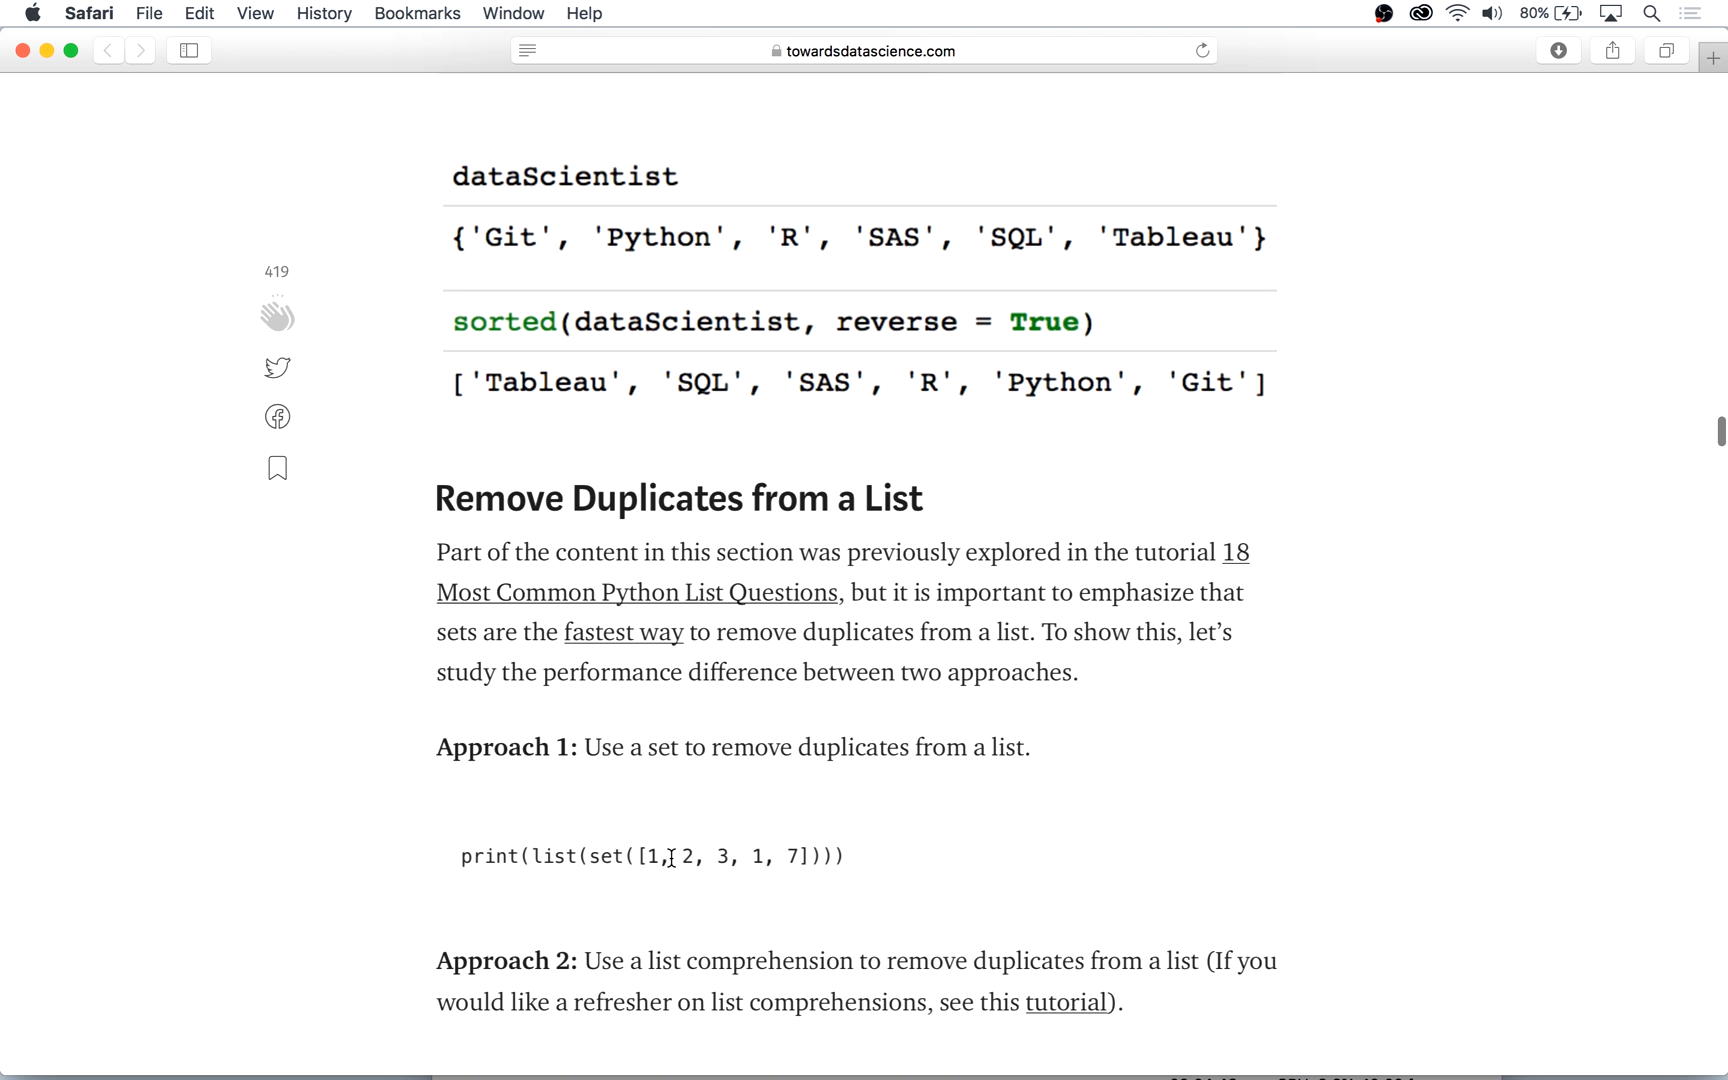 Safari File Edit View History Bookmarks Window Help 80%
towardsdatascience.com
dataScientist
{'Git', 'Python', 'R', 'SAS', 'SQL', 'Tableau'}
419
sorted(dataScientist, reverse = True)
['Tableau', 'SQL', 'SAS', 'R', 'Python', 'Git']
Remove Duplicates from a List
Part of the content in this section was previously explored in the tutorial 18
Most Common Python List Questions, but it is important to emphasize that
sets are the fastest way to remove duplicates from a list. To show this, let’s
study the performance difference between two approaches.
Approach 1: Use a set to remove duplicates from a list.
print(list(set([1, 2, 3, 1, 7])))
Approach 2: Use a list comprehension to remove duplicates from a list (If you
would like a refresher on list comprehensions, see this tutorial).